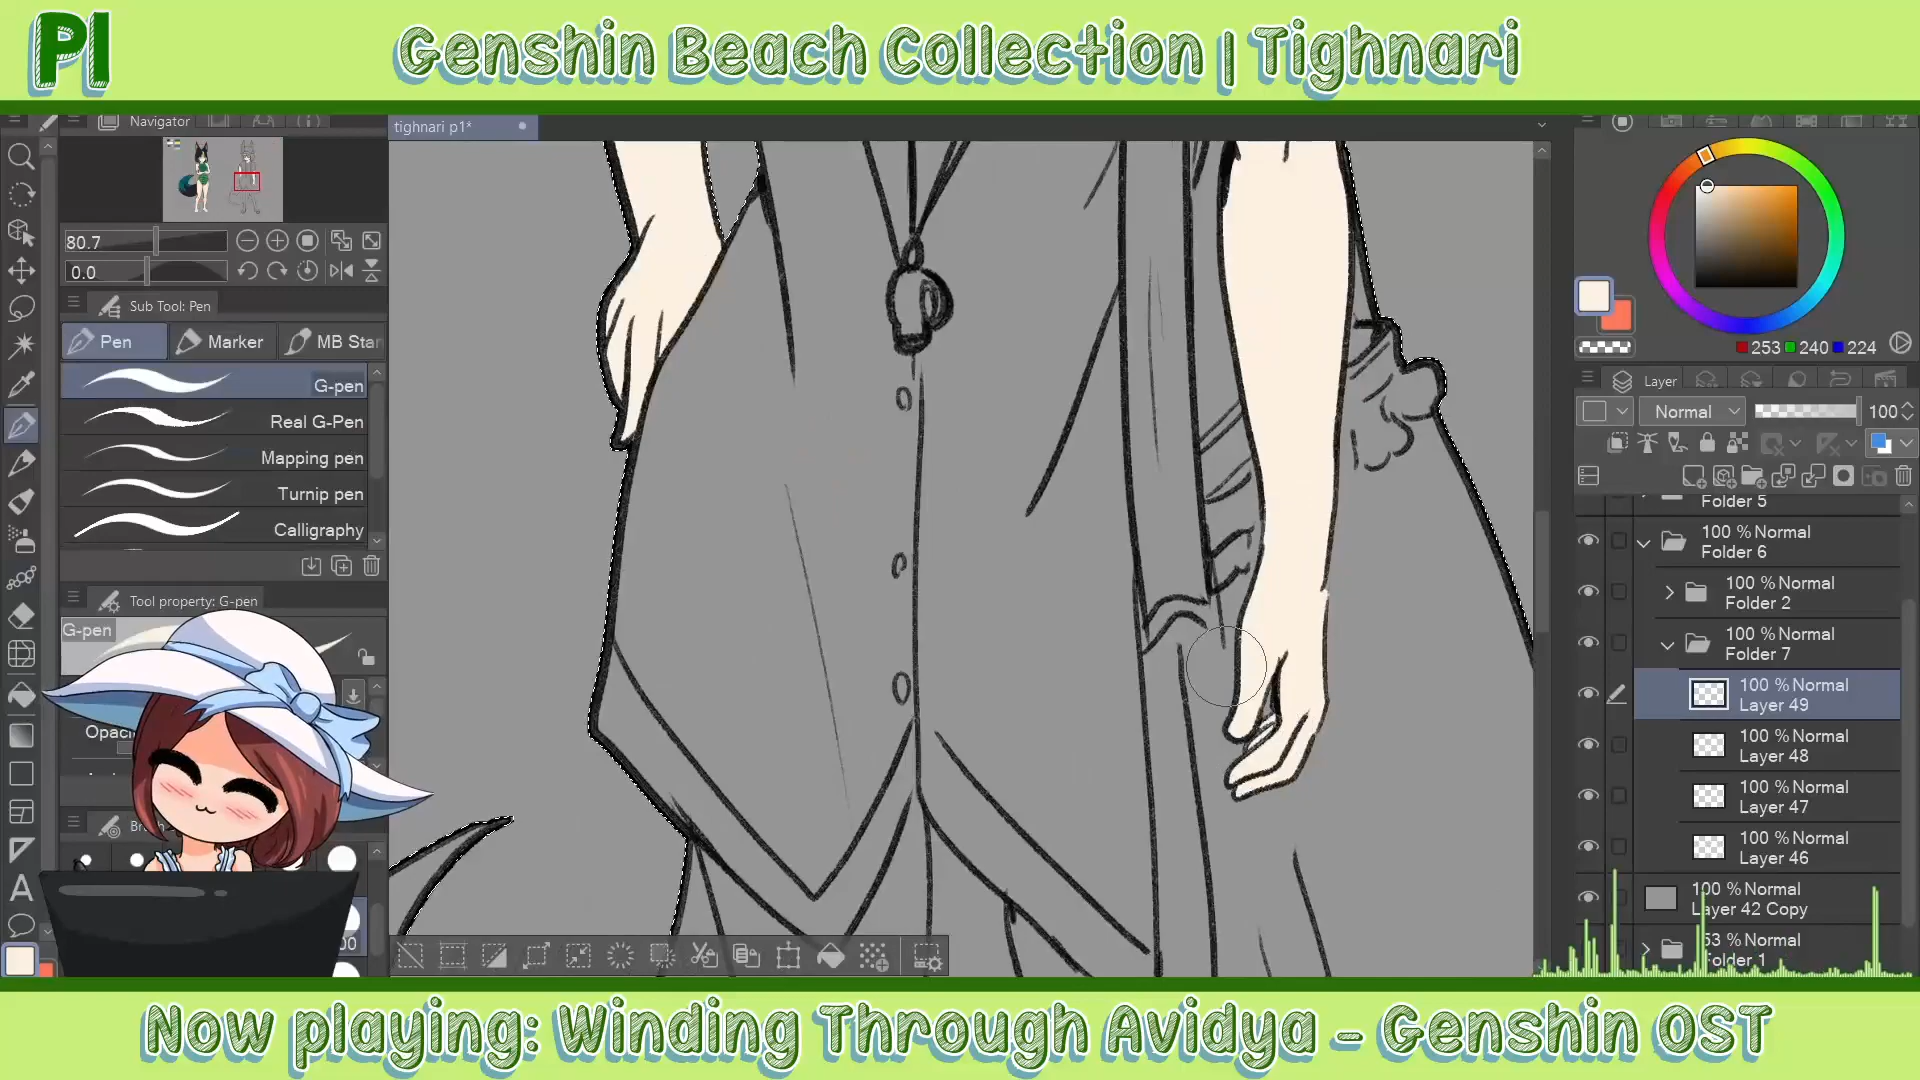 P1
Genshin Beach Collection | Tighnari
Navigator
tighnari p1*
80.7
0.0
Sub Tool: Pen
Pen
Marker
MB Star
G-pen
Real G-Pen
Mapping pen
Turnip pen
Calligraphy
Tool property: G-pen
G-pen
253 240 224
Layer
Normal
100
Folder 5
100 %Normal
Folder 6
100 %Normal
Folder 2
100 %Normal
Folder 7
100 %Normal
Layer 49
100 %Normal
Layer 48
100 %Normal
Layer 47
100 %Normal
Layer 46
100 %Normal
Layer 42 Copy
53 %Normal
Folder 1
Now playing: Winding Through Avidya - Genshin OST